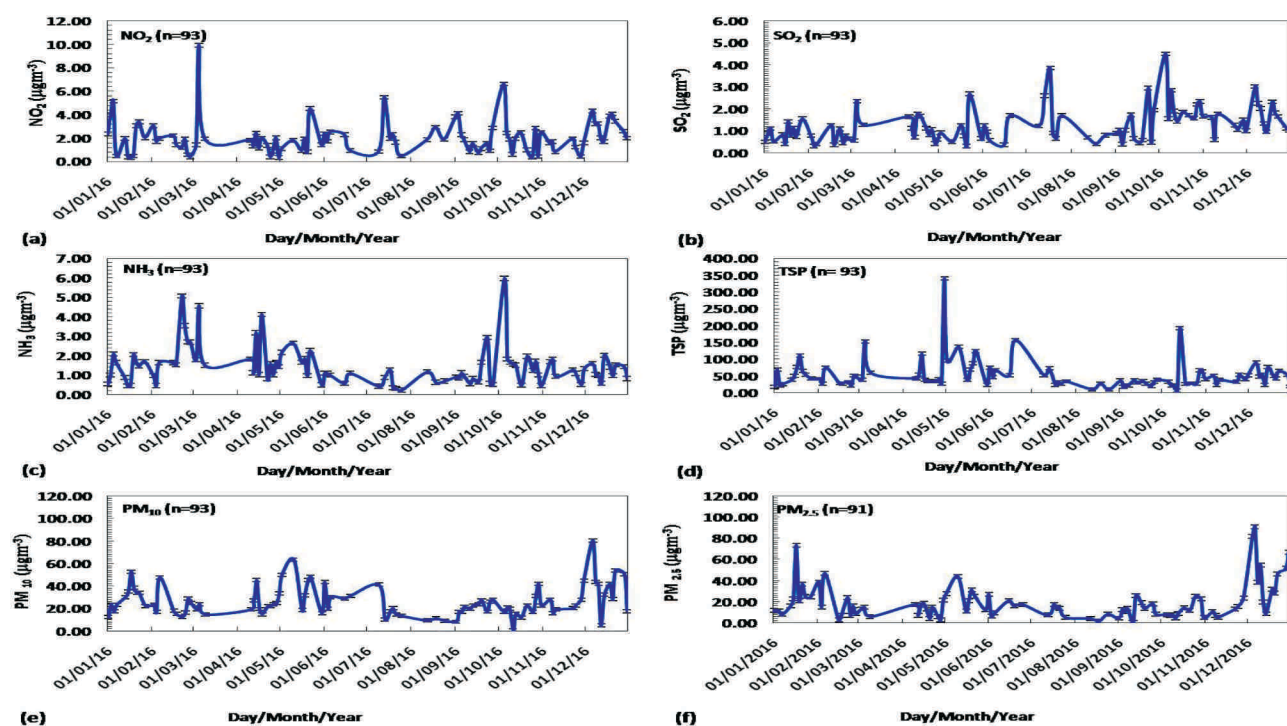 12.00
10.00
8.00
6.00
4.00
2.00
0.00
NO₂ (µgm⁻³)
NO₂ (n=93)
01/01/16 01/02/16 01/03/16 01/04/16 01/05/16 01/06/16 01/07/16 01/08/16 01/09/16 01/10/16 01/11/16 01/12/16
(a) Day/Month/Year
6.00
5.00
4.00
3.00
2.00
1.00
0.00
SO₂ (µgm⁻³)
SO₂ (n=93)
01/01/16 01/02/16 01/03/16 01/04/16 01/05/16 01/06/16 01/07/16 01/08/16 01/09/16 01/10/16 01/11/16 01/12/16
Day/Month/Year
(b)
7.00
6.00
5.00
4.00
3.00
2.00
1.00
0.00
NH₃ (µgm⁻³)
NH₃ (n=93)
01/01/16 01/02/16 01/03/16 01/04/16 01/05/16 01/06/16 01/07/16 01/08/16 01/09/16 01/10/16 01/11/16 01/12/16
(c) Day/Month/Year
400.00
350.00
300.00
250.00
200.00
150.00
100.00
50.00
0.00
TSP (µgm⁻³)
TSP (n= 93)
01/01/16 01/02/16 01/03/16 01/04/16 01/05/16 01/06/16 01/07/16 01/08/16 01/09/16 01/10/16 01/11/16 01/12/16
(d) Day/Month/Year
120.00
100.00
80.00
60.00
40.00
20.00
0.00
PM ₁₀ (µgm⁻³)
PM₁₀ (n=93)
01/01/16 01/02/16 01/03/16 01/04/16 01/05/16 01/06/16 01/07/16 01/08/16 01/09/16 01/10/16 01/11/16 01/12/16
(e) Day/Month/Year
120.00
100.00
80.00
60.00
40.00
20.00
0.00
PM ₂.₅ (µgm⁻³)
PM₂.₅ (n=91)
01/01/2016 01/02/2016 01/03/2016 01/04/2016 01/05/2016 01/06/2016 01/07/2016 01/08/2016 01/09/2016 01/10/2016 01/11/2016 01/12/2016
(f) Day/Month/Year